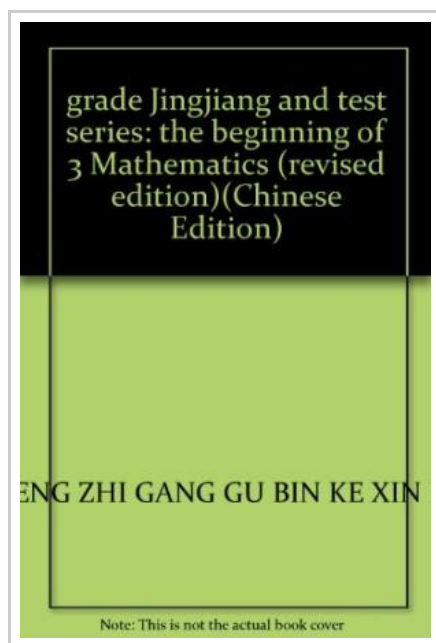 grade Jingjiang and test
series: the beginning of
3 Mathematics (revised
edition)(Chinese
Edition)
ENG ZHI GANG GU BIN KE XIN
Note: This is not the actual book cover